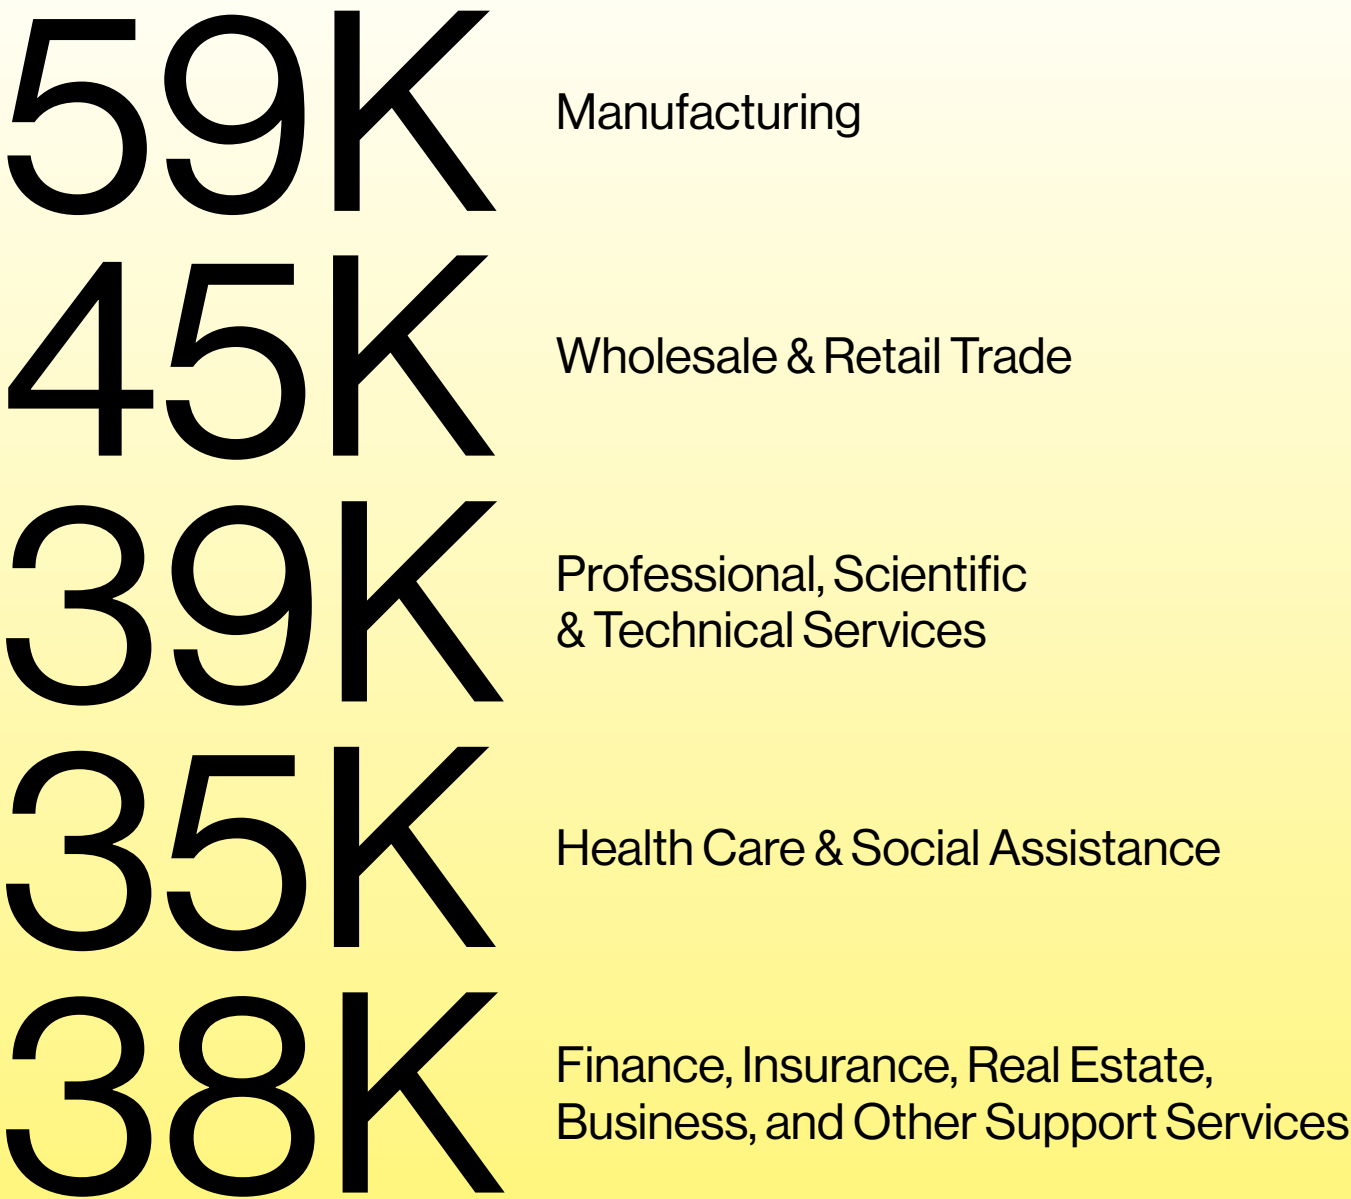 59K
Manufacturing
45K
Wholesale & Retail Trade
39K
Professional, Scientific
& Technical Services
35K
Health Care & Social Assistance
38K
Finance, Insurance, Real Estate,
Business, and Other Support Services